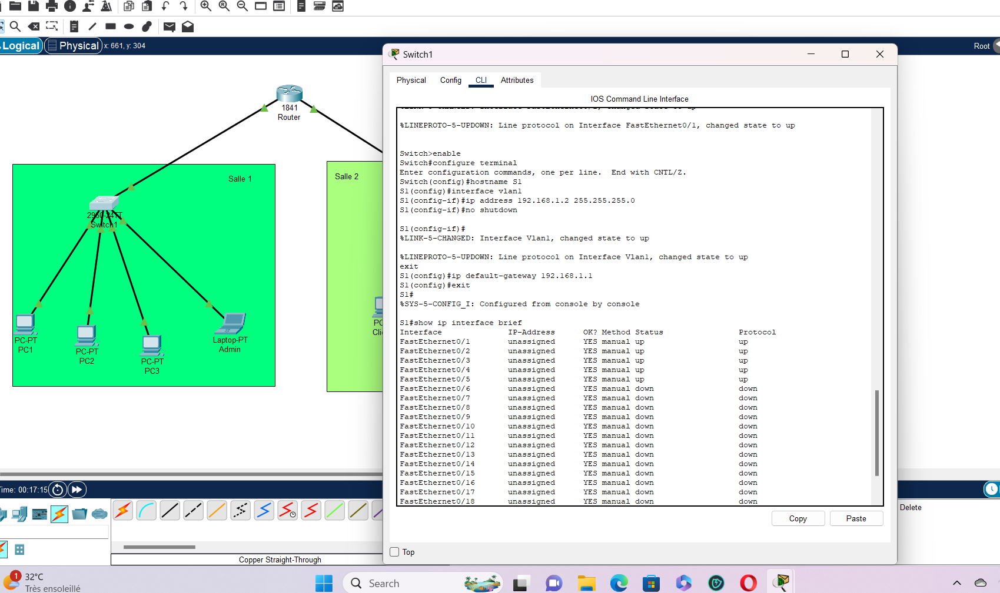 Logical
Physical
x: 661, y: 304
Root
1841
Router
Salle 1
Salle 2
2960-24TT
Switch1
PC-PT
PC1
PC-PT
PC2
PC-PT
PC3
Laptop-PT
Admin
Switch1
Physical
Config
CLI
Attributes
IOS Command Line Interface
%LINEPROTO-5-UPDOWN: Line protocol on Interface FastEthernet0/1, changed state to up
Switch>enable
Switch#configure terminal
Enter configuration commands, one per line.  End with CNTL/Z.
Switch(config)#hostname S1
S1(config)#interface vlan1
S1(config-if)#ip address 192.168.1.2 255.255.255.0
S1(config-if)#no shutdown
S1(config-if)#
%LINK-5-CHANGED: Interface Vlan1, changed state to up
%LINEPROTO-5-UPDOWN: Line protocol on Interface Vlan1, changed state to up
exit
S1(config)#ip default-gateway 192.168.1.1
S1(config)#exit
S1#
%SYS-5-CONFIG_I: Configured from console by console
S1#show ip interface brief
Interface IP-Address OK? Method Status Protocol
FastEthernet0/1 unassigned YES manual up up
FastEthernet0/2 unassigned YES manual up up
FastEthernet0/3 unassigned YES manual up up
FastEthernet0/4 unassigned YES manual up up
FastEthernet0/5 unassigned YES manual up up
FastEthernet0/6 unassigned YES manual down down
FastEthernet0/7 unassigned YES manual down down
FastEthernet0/8 unassigned YES manual down down
FastEthernet0/9 unassigned YES manual down down
FastEthernet0/10 unassigned YES manual down down
FastEthernet0/11 unassigned YES manual down down
FastEthernet0/12 unassigned YES manual down down
FastEthernet0/13 unassigned YES manual down down
FastEthernet0/14 unassigned YES manual down down
FastEthernet0/15 unassigned YES manual down down
FastEthernet0/16 unassigned YES manual down down
FastEthernet0/17 unassigned YES manual down down
FastEthernet0/18 unassigned YES manual down down
Copy
Paste
Top
00:17:15
Delete
Copper Straight-Through
1
32°C
Très ensoleillé
Search